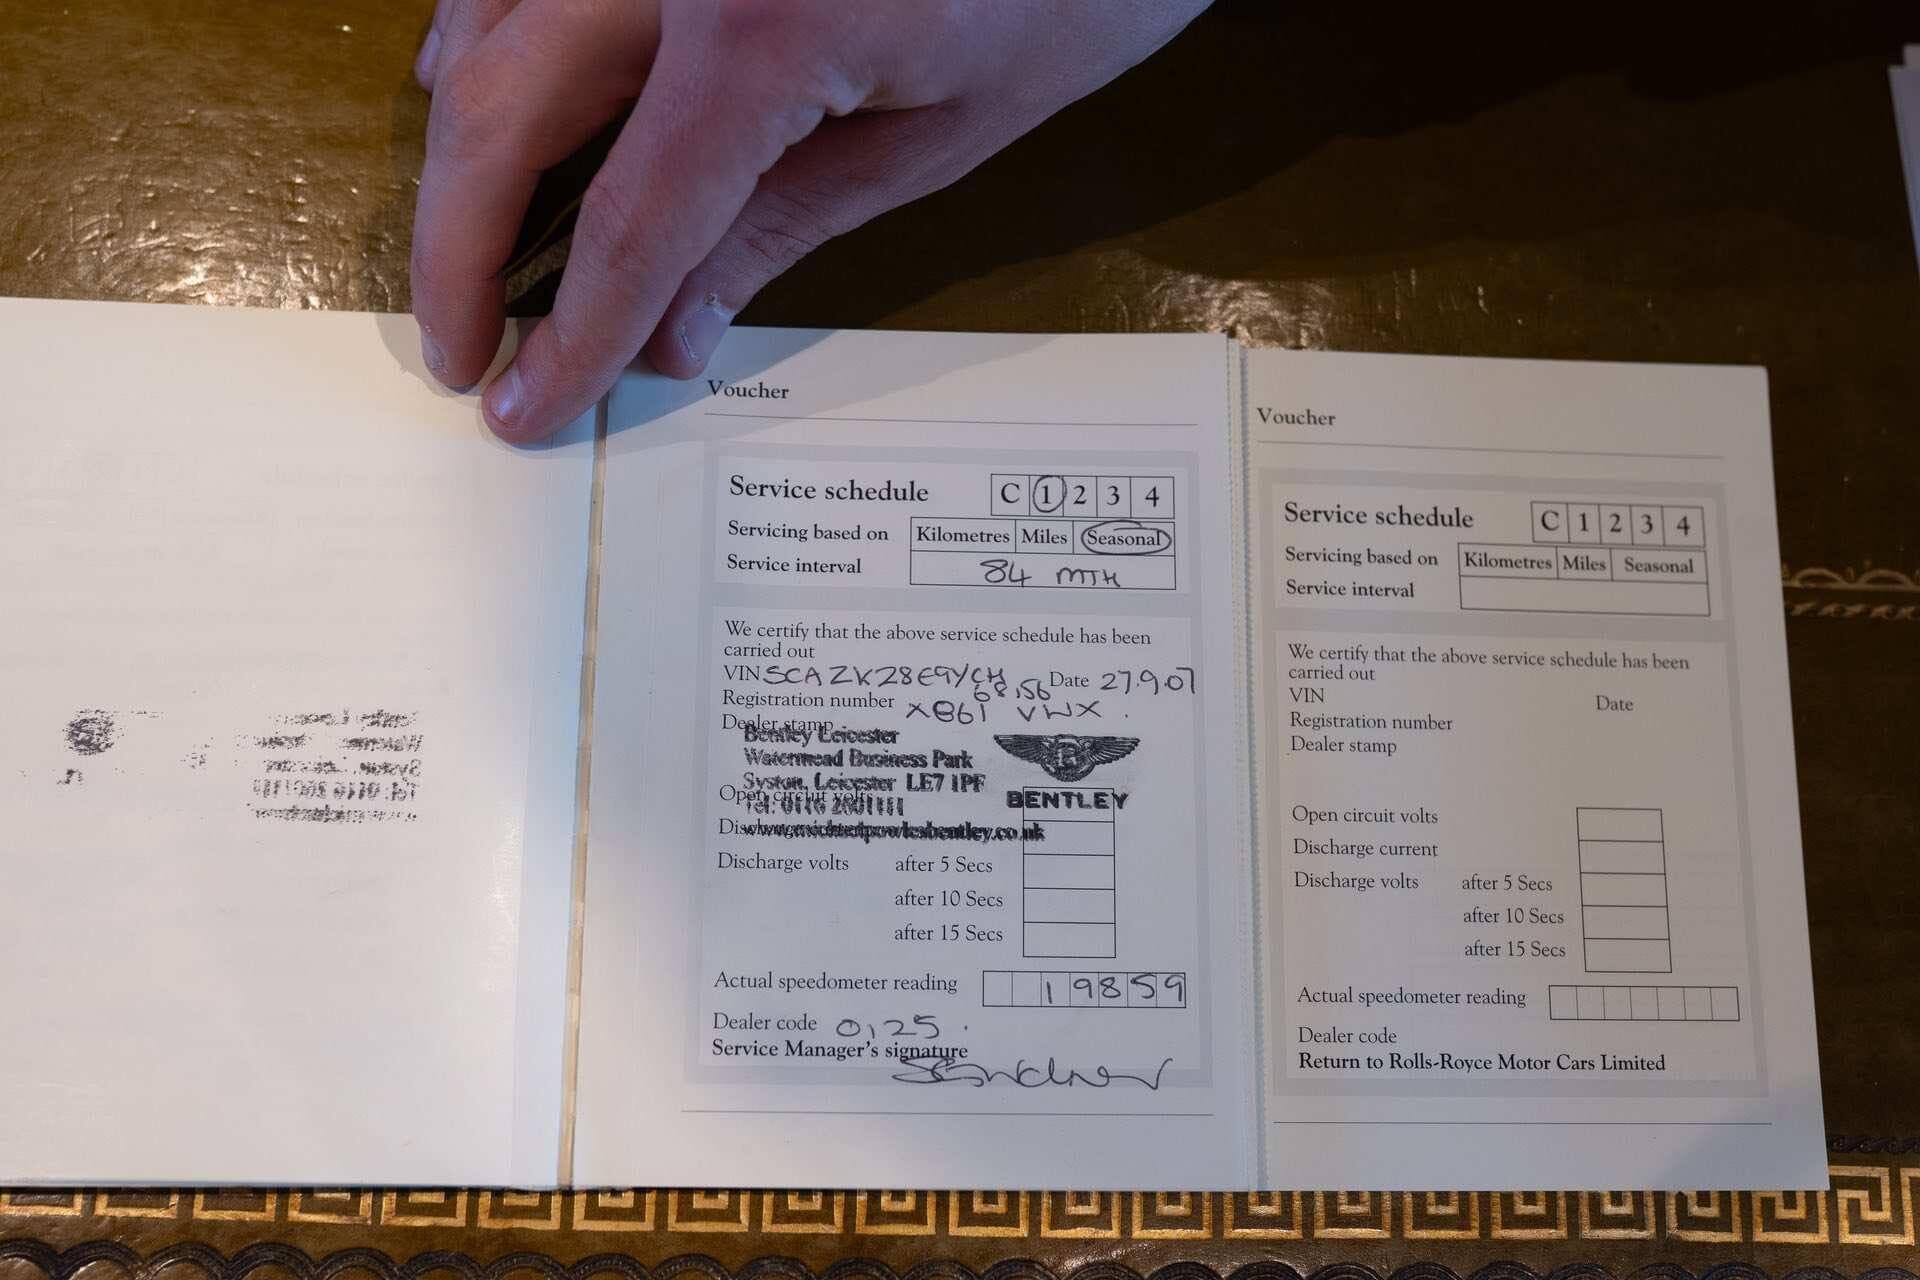 Voucher
Service schedule C 1 2 3 4
Servicing based on Kilometres Miles Seasonal
Service interval 84 MTH
We certify that the above service schedule has been
carried out
VIN SCAZK28E9YCH Date 27.9.07
68156
Registration number X861 VWX.
Dealer stamp
Bentley Leicester
Watermead Business Park
Syston, Leicester LE7 1PF
Open circuit volts
Tel: 0116 2601111
BENTLEY
Discharge volts after 5 Secs
after 10 Secs
after 15 Secs
Actual speedometer reading 19859
Dealer code 0125.
Service Manager's signature
Voucher
Service schedule C 1 2 3 4
Servicing based on Kilometres Miles Seasonal
Service interval
We certify that the above service schedule has been
carried out
VIN Date
Registration number
Dealer stamp
Open circuit volts
Discharge current
Discharge volts after 5 Secs
after 10 Secs
after 15 Secs
Actual speedometer reading
Dealer code
Return to Rolls-Royce Motor Cars Limited